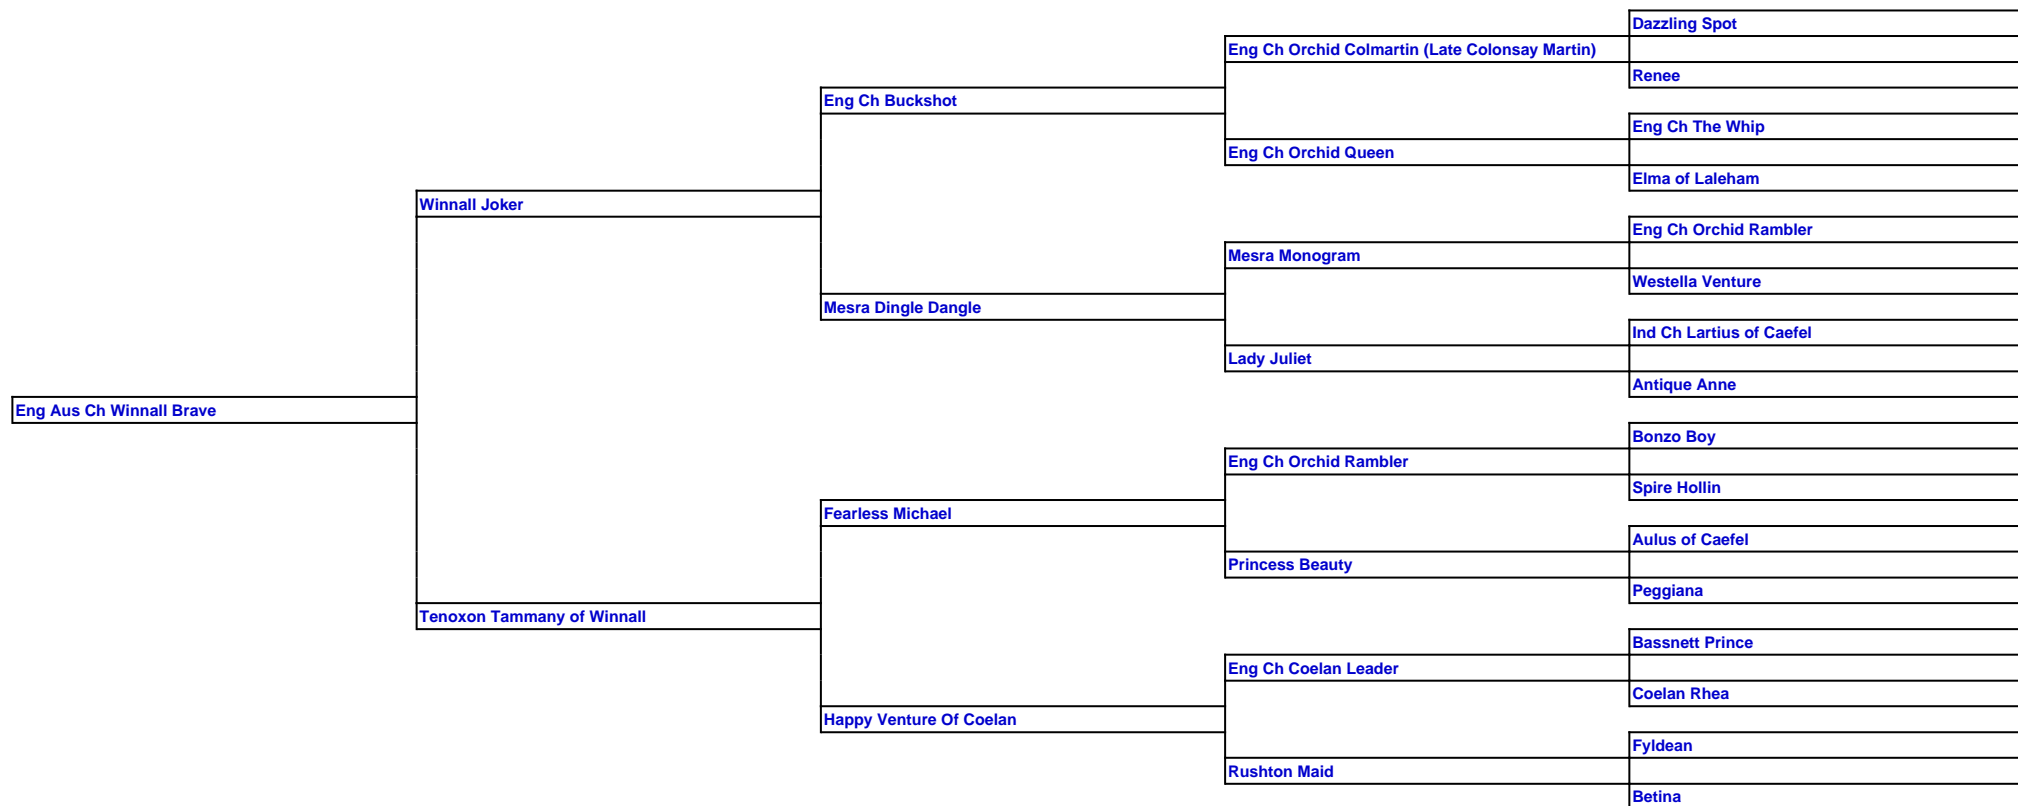 Dazzling Spot
Eng Ch Orchid Colmartin (Late Colonsay Martin)
Renee
Eng Ch Buckshot
Eng Ch The Whip
Eng Ch Orchid Queen
Elma of Laleham
Winnall Joker
Eng Ch Orchid Rambler
Mesra Monogram
Westella Venture
Mesra Dingle Dangle
Ind Ch Lartius of Caefel
Lady Juliet
Antique Anne
Eng Aus Ch Winnall Brave
Bonzo Boy
Eng Ch Orchid Rambler
Spire Hollin
Fearless Michael
Aulus of Caefel
Princess Beauty
Peggiana
Tenoxon Tammany of Winnall
Bassnett Prince
Eng Ch Coelan Leader
Coelan Rhea
Happy Venture Of Coelan
Fyldean
Rushton Maid
Betina